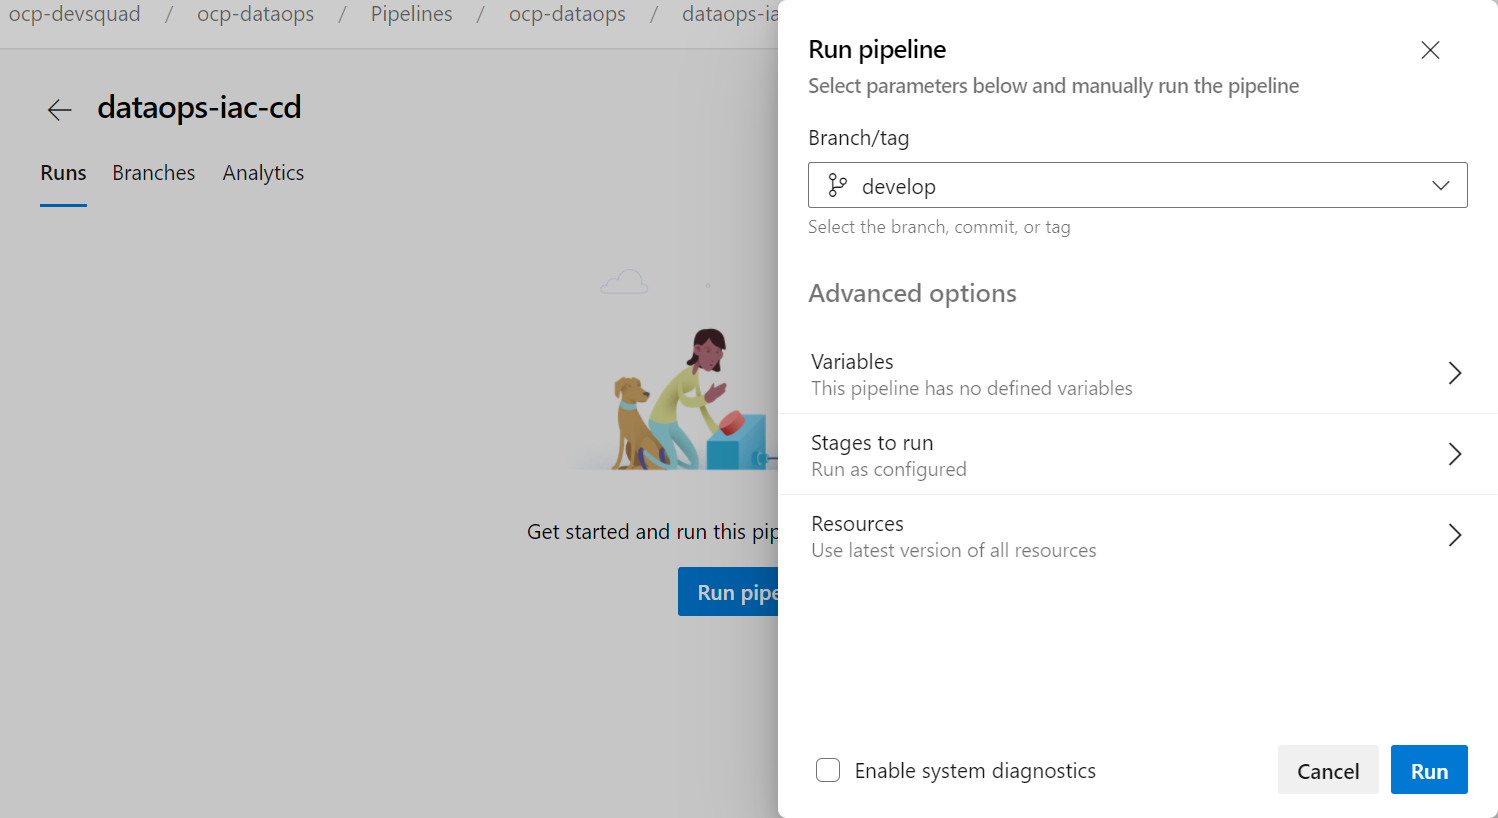 ocp-devsquad / ocp-dataops / Pipelines / ocp-dataops / dataops-ia
dataops-iac-cd
Runs Branches Analytics
Get started and run this pip
Run pipe
Run pipeline
Select parameters below and manually run the pipeline
Branch/tag
develop
Select the branch, commit, or tag
Advanced options
Variables
This pipeline has no defined variables
Stages to run
Run as configured
Resources
Use latest version of all resources
Enable system diagnostics
Cancel
Run